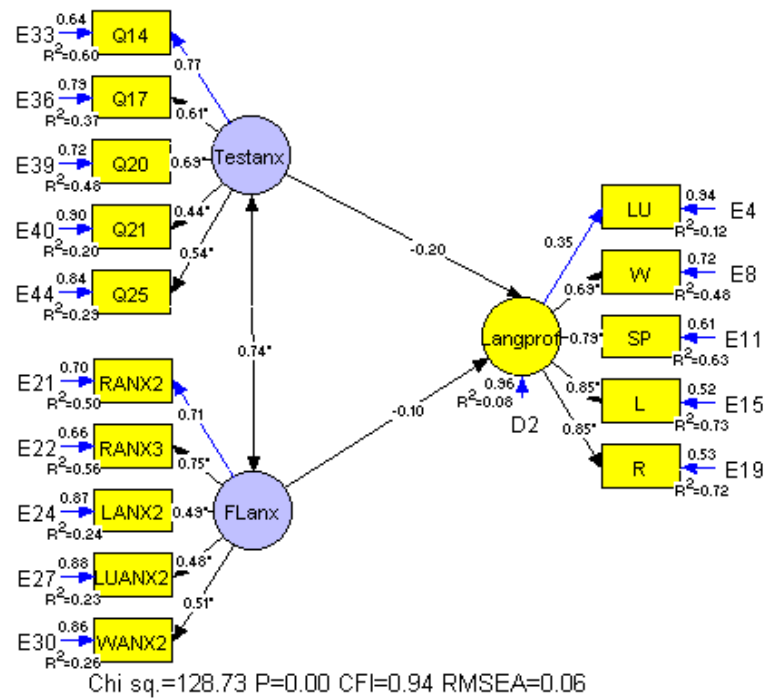 E33 0.64 Q14
R²=0.60
0.77
E36 0.79 Q17
R²=0.37
0.61*
E39 0.72 Q20
R²=0.48
0.69*
E40 0.90 Q21
R²=0.20
0.44*
E44 0.84 Q25
R²=0.29
0.54*
Testanx
-0.20
0.74*
E21 0.70 RANX2
R²=0.50
0.71
E22 0.66 RANX3
R²=0.56
0.75*
E24 0.87 LANX2
R²=0.24
0.49*
E27 0.88 LUANX2
R²=0.23
0.48*
E30 0.86 WANX2
R²=0.26
0.51*
FLanx
-0.10
Langprof
0.96
R²=0.08
D2
0.35
LU 0.94 E4
R²=0.12
0.69*
W 0.72 E8
R²=0.48
0.79*
SP 0.61 E11
R²=0.63
0.85*
L 0.52 E15
R²=0.73
0.85*
R 0.53 E19
R²=0.72
Chi sq.=128.73 P=0.00 CFI=0.94 RMSEA=0.06